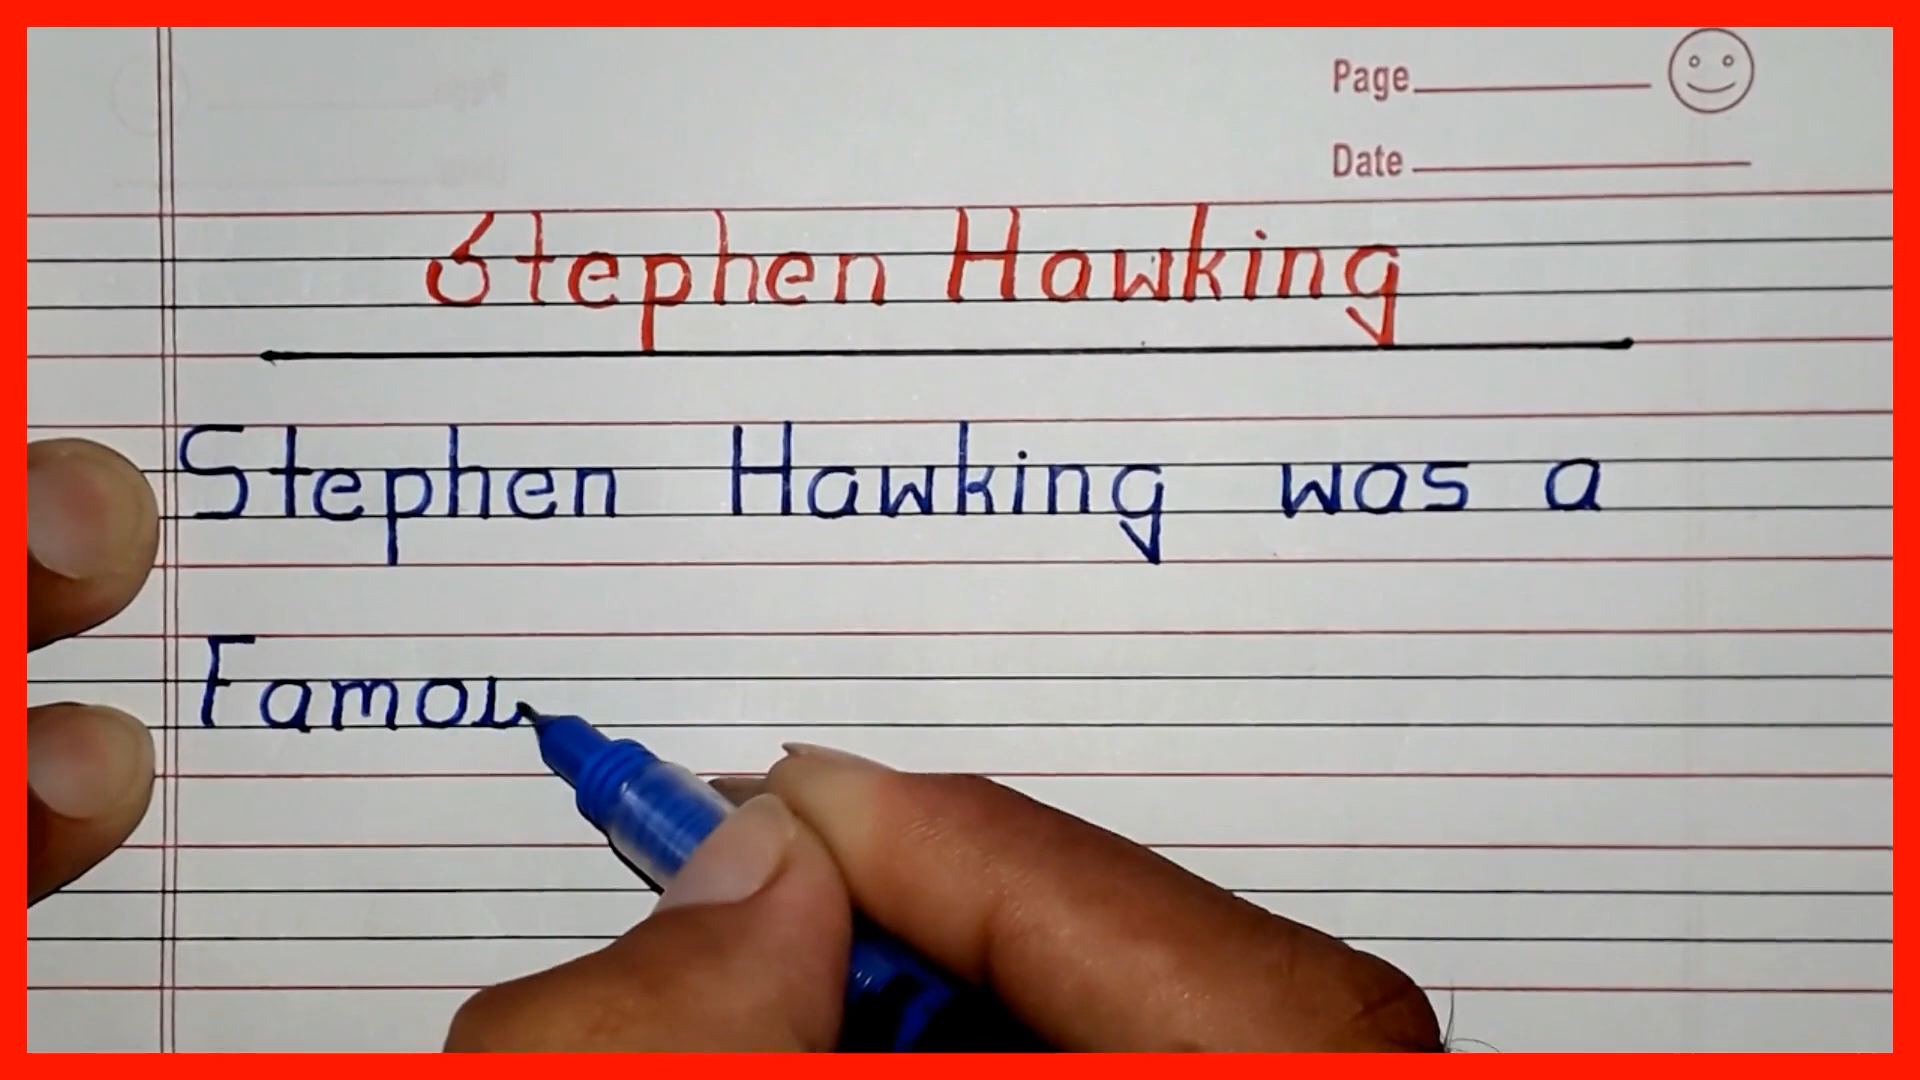 Page
Date
Stephen Hawking
Stephen Hawking was a
Famou